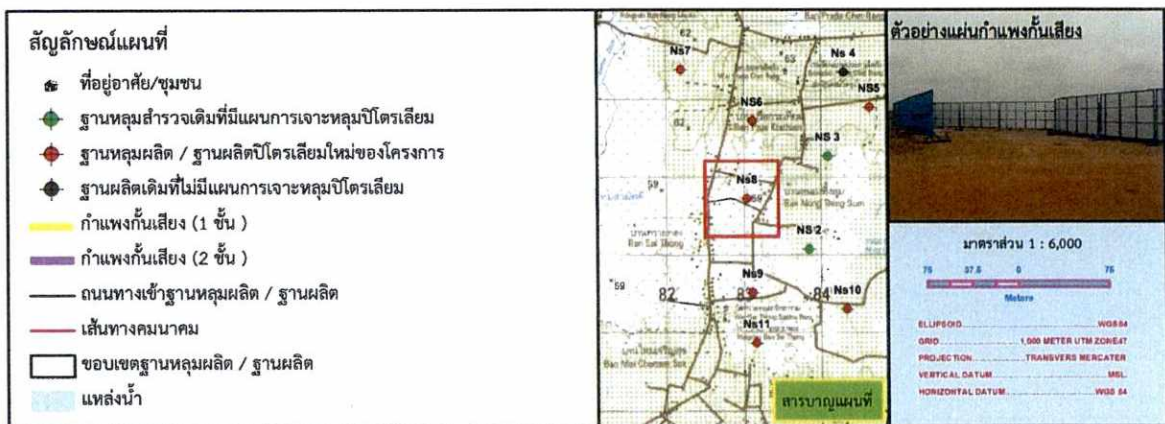 สัญลักษณ์แผนที่
ที่อยู่อาศัย/ชุมชน
ฐานหลุมสำรวจเดิมที่มีแผนการเจาะหลุมปิโตรเลียม
ฐานหลุมผลิต / ฐานผลิตปิโตรเลียมใหม่ของโครงการ
ฐานผลิตเดิมที่ไม่มีแผนการเจาะหลุมปิโตรเลียม
กำแพงกั้นเสียง (1 ชั้น )
กำแพงกั้นเสียง (2 ชั้น )
ถนนทางเข้าฐานหลุมผลิต / ฐานผลิต
เส้นทางคมนาคม
ขอบเขตฐานหลุมผลิต / ฐานผลิต
แหล่งน้ำ
62
Ns7
53
Ns 4
NS5
NS6
62
NS 3
59
Ns8
59
Ban Nong Thong Sum
Ban Sai Thong
NS 2
59
82
83
84
Ns9
Ns10
Ns11
สารบาญแผนที่
ตัวอย่างแผ่นกำแพงกั้นเสียง
มาตราส่วน 1 : 6,000
75 37.5 0 75
Meters
ELLIPSOID WGS 84
GRID 1,000 METER UTM ZONE47
PROJECTION TRANSVERS MERCATER
VERTICAL DATUM MSL.
HORIZONTAL DATUM WGS 84